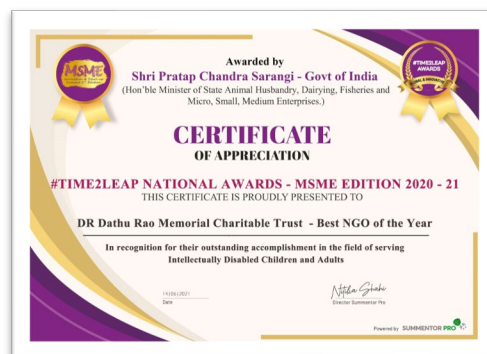 MSME
#TIME2LEAP
AWARDS
Awarded by
Shri Pratap Chandra Sarangi - Govt of India
(Hon'ble Minister of State Animal Husbandry, Dairying, Fisheries and
Micro, Small, Medium Enterprises.)
CERTIFICATE
OF APPRECIATION
#TIME2LEAP NATIONAL AWARDS - MSME EDITION 2020 - 21
THIS CERTIFICATE IS PROUDLY PRESENTED TO
DR Dathu Rao Memorial Charitable Trust - Best NGO of the Year
In recognition for their outstanding accomplishment in the field of serving
Intellectually Disabled Children and Adults
Date
Director Summentor Pro
Powered by SUMMENTOR PRO